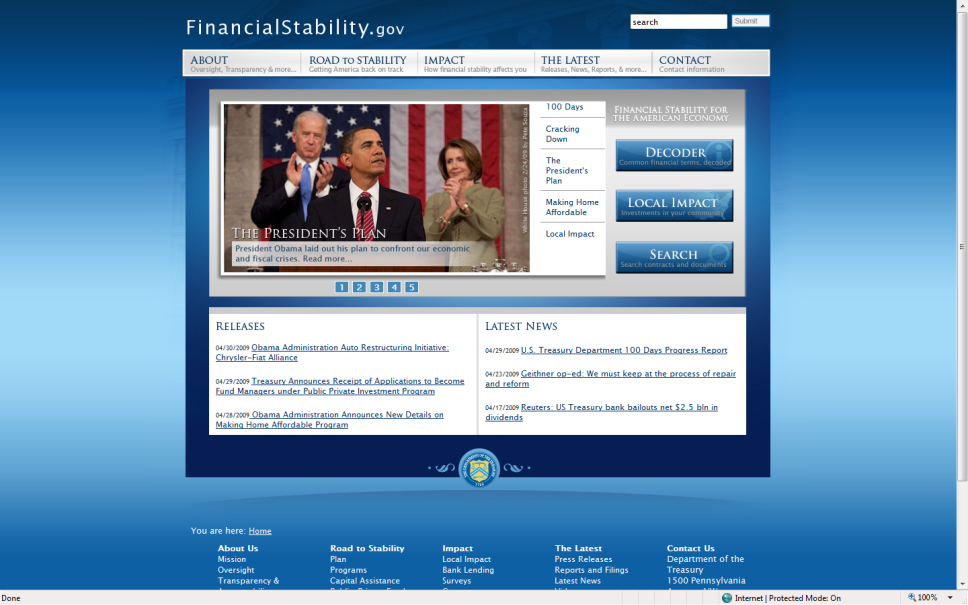 FinancialStability.gov
search
Submit
ABOUT
Oversight, Transparency & more...
ROAD TO STABILITY
Getting America back on track
IMPACT
How financial stability affects you
THE LATEST
Releases, News, Reports, & more...
CONTACT
Contact Information
White House photo 2/24/09 by Pete Souza
THE PRESIDENT'S PLAN
President Obama laid out his plan to confront our economic
and fiscal crises. Read more...
1 2 3 4 5
100 Days
Cracking
Down
The
President's
Plan
Making Home
Affordable
Local Impact
FINANCIAL STABILITY FOR
THE AMERICAN ECONOMY
DECODER
Common financial terms, decoded
LOCAL IMPACT
Investments in your community
SEARCH
Search contracts and documents
RELEASES
04/30/2009 Obama Administration Auto Restructuring Initiative:
Chrysler-Fiat Alliance
04/29/2009 Treasury Announces Receipt of Applications to Become
Fund Managers under Public Private Investment Program
04/28/2009 Obama Administration Announces New Details on
Making Home Affordable Program
LATEST NEWS
04/29/2009 U.S. Treasury Department 100 Days Progress Report
04/23/2009 Geithner op-ed: We must keep at the process of repair
and reform
04/17/2009 Reuters: US Treasury bank bailouts net $2.5 bln in
dividends
You are here: Home
About Us
Mission
Oversight
Transparency &
Road to Stability
Plan
Programs
Capital Assistance
Impact
Local Impact
Bank Lending
Surveys
The Latest
Press Releases
Reports and Filings
Latest News
Contact Us
Department of the
Treasury
1500 Pennsylvania
Done
Internet | Protected Mode: On
100%